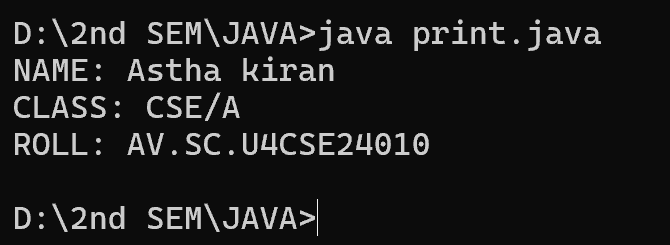 D:\2nd SEM\JAVA>java print.java
NAME: Astha kiran
CLASS: CSE/A
ROLL: AV.SC.U4CSE24010
D:\2nd SEM\JAVA>